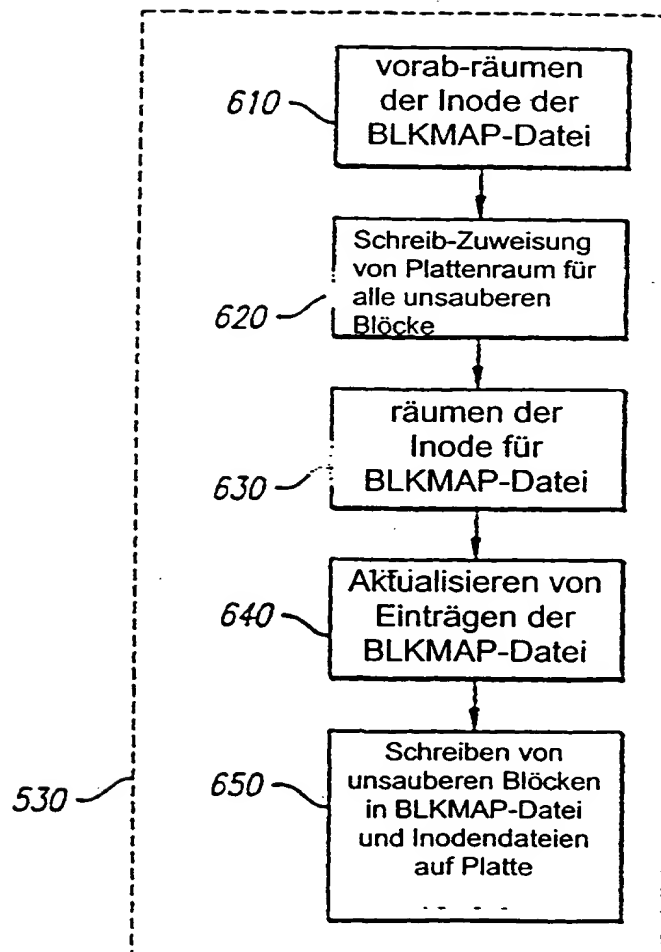 610
vorab-räumen
der Inode der
BLKMAP-Datei
620
Schreib-Zuweisung
von Plattenraum für
alle unsauberen
Blöcke
630
räumen der
Inode für
BLKMAP-Datei
640
Aktualisieren von
Einträgen der
BLKMAP-Datei
530
650
Schreiben von
unsauberen Blöcken
in BLKMAP-Datei
und Inodendateien
auf Platte